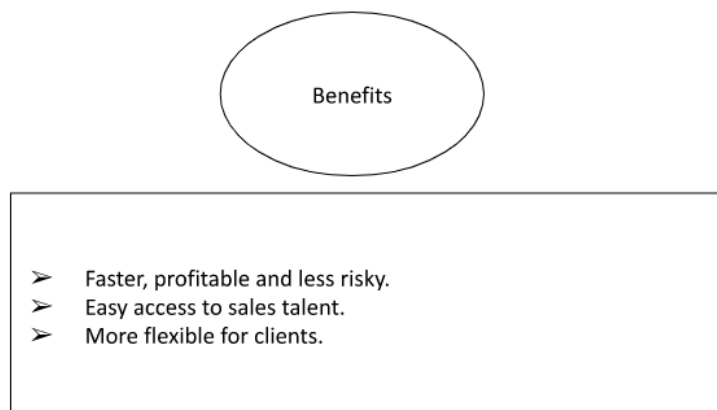 Benefits
➢ Faster, profitable and less risky.
➢ Easy access to sales talent.
➢ More flexible for clients.